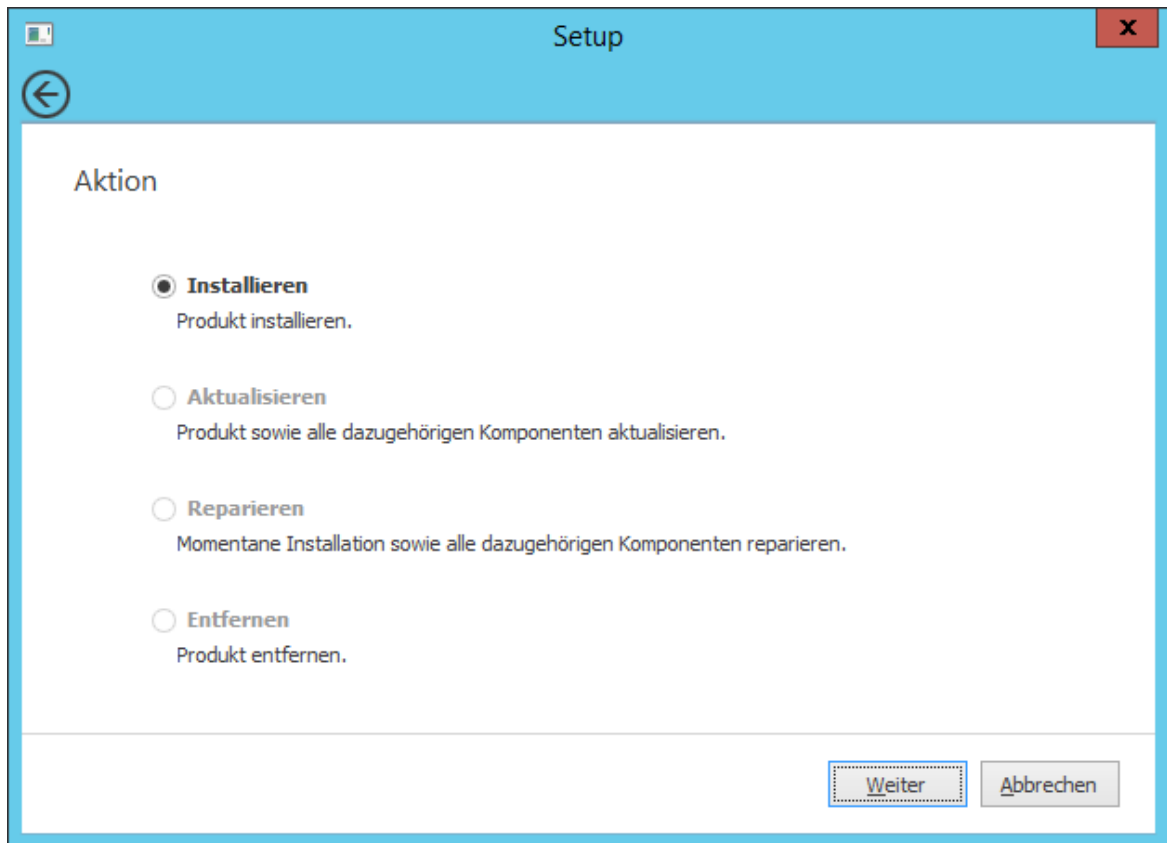 Setup
x
Aktion
Installieren
Produkt installieren.
Aktualisieren
Produkt sowie alle dazugehörigen Komponenten aktualisieren.
Reparieren
Momentane Installation sowie alle dazugehörigen Komponenten reparieren.
Entfernen
Produkt entfernen.
Weiter Abbrechen